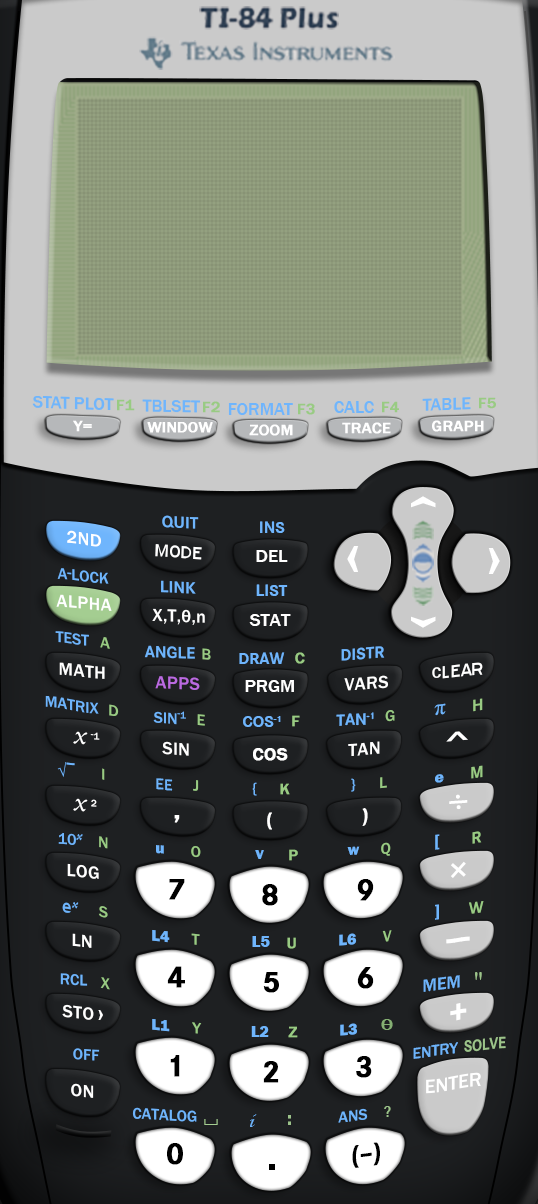 TI-84 Plus
TEXAS INSTRUMENTS
STAT PLOT F1 TBLSET F2 FORMAT F3 CALC F4 TABLE F5
Y= WINDOW ZOOM TRACE GRAPH
QUIT INS
2ND MODE DEL
A-LOCK LINK LIST
ALPHA X,T,θ,n STAT
TEST A ANGLE B DRAW C DISTR
MATH APPS PRGM VARS CLEAR
MATRIX D SIN⁻¹ E COS⁻¹ F TAN⁻¹ G π H
x⁻¹ SIN COS TAN ^
√‾ I EE J { K } L e M
x² , ( ) ÷
10ˣ N u O v P w Q [ R
LOG 7 8 9 ×
eˣ S L4 T L5 U L6 V ] W
LN 4 5 6 −
RCL X L1 Y L2 Z L3 Θ MEM "
STO› 1 2 3 +
OFF CATALOG ⎵ i : ANS ? ENTRY SOLVE
ON 0 . (−) ENTER